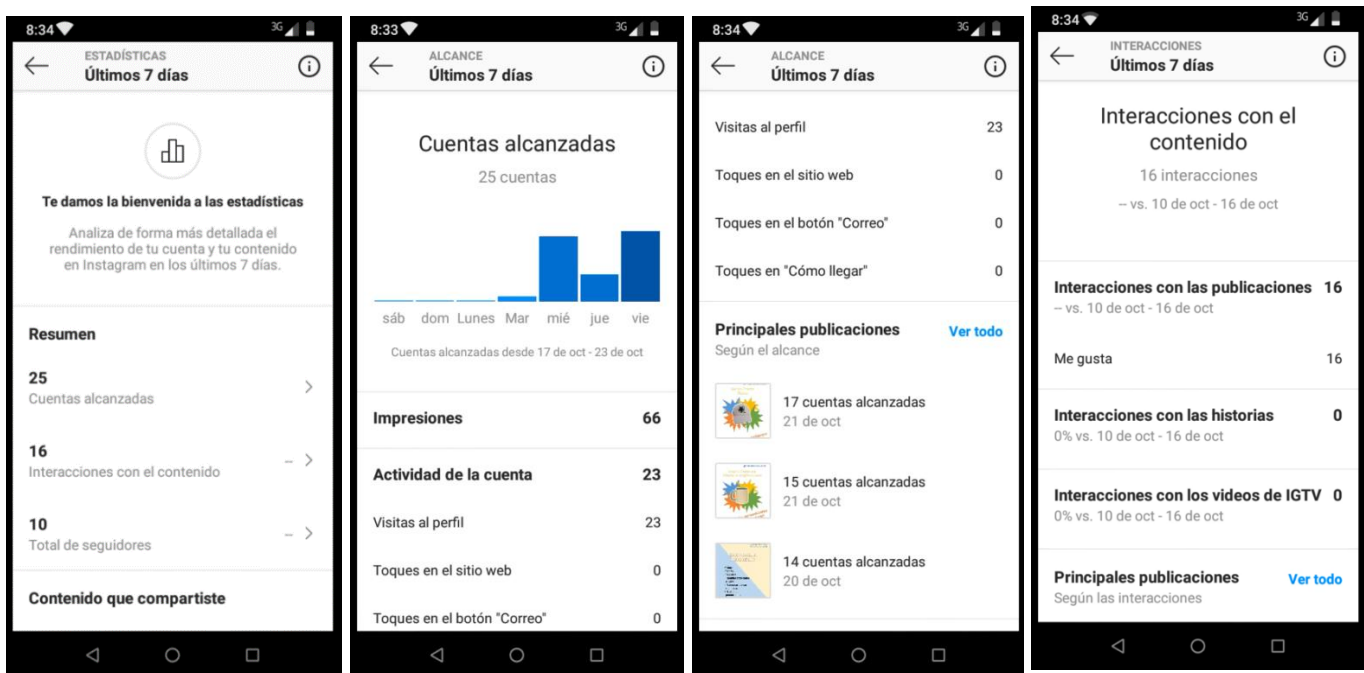 8:34
3G
ESTADÍSTICAS
Últimos 7 días
Te damos la bienvenida a las estadísticas
Analiza de forma más detallada el
rendimiento de tu cuenta y tu contenido
en Instagram en los últimos 7 días.
Resumen
25
Cuentas alcanzadas
16
Interacciones con el contenido
--
10
Total de seguidores
--
Contenido que compartiste
8:33
3G
ALCANCE
Últimos 7 días
Cuentas alcanzadas
25 cuentas
sáb dom Lunes Mar mié jue vie
Cuentas alcanzadas desde 17 de oct - 23 de oct
Impresiones 66
Actividad de la cuenta 23
Visitas al perfil 23
Toques en el sitio web 0
Toques en el botón "Correo" 0
8:34
3G
ALCANCE
Últimos 7 días
Visitas al perfil 23
Toques en el sitio web 0
Toques en el botón "Correo" 0
Toques en "Cómo llegar" 0
Principales publicaciones Ver todo
Según el alcance
17 cuentas alcanzadas
21 de oct
15 cuentas alcanzadas
21 de oct
14 cuentas alcanzadas
20 de oct
8:34
3G
INTERACCIONES
Últimos 7 días
Interacciones con el
contenido
16 interacciones
-- vs. 10 de oct - 16 de oct
Interacciones con las publicaciones 16
-- vs. 10 de oct - 16 de oct
Me gusta 16
Interacciones con las historias 0
0% vs. 10 de oct - 16 de oct
Interacciones con los videos de IGTV 0
0% vs. 10 de oct - 16 de oct
Principales publicaciones Ver todo
Según las interacciones